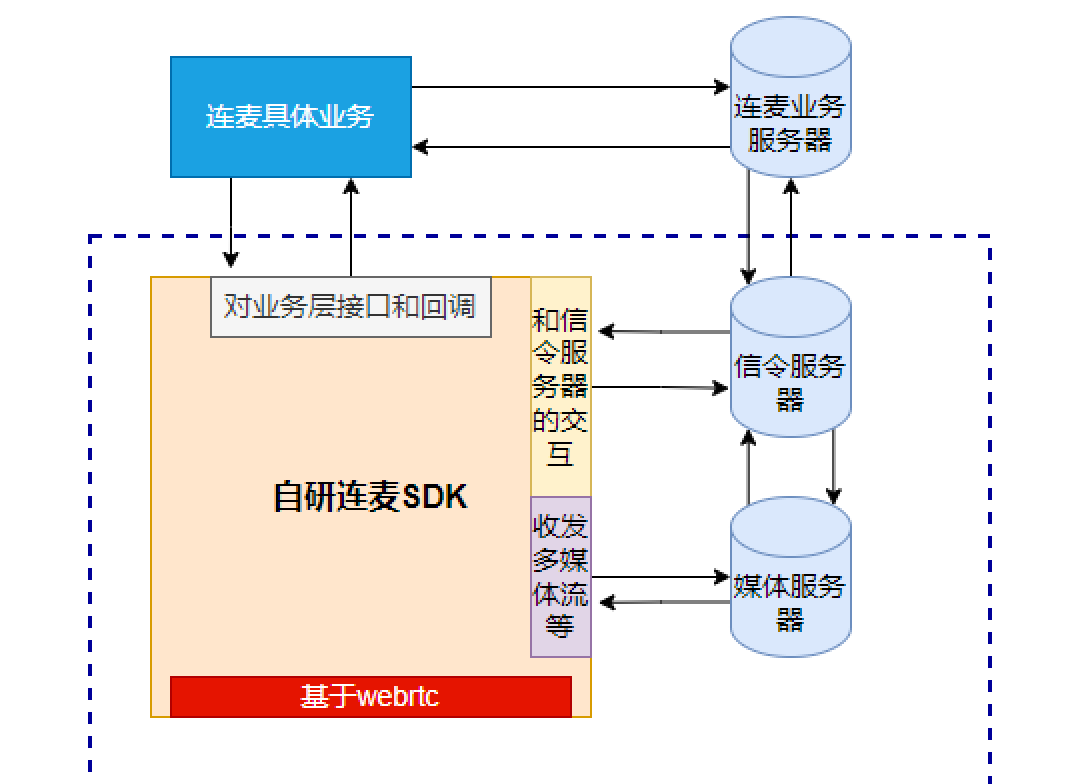 连麦具体业务
连麦业务
服务器
对业务层接口和回调
和信
令服
务器
的交
互
信令服务
器
自研连麦SDK
收发
多媒
体流
等
媒体服务
器
基于webrtc